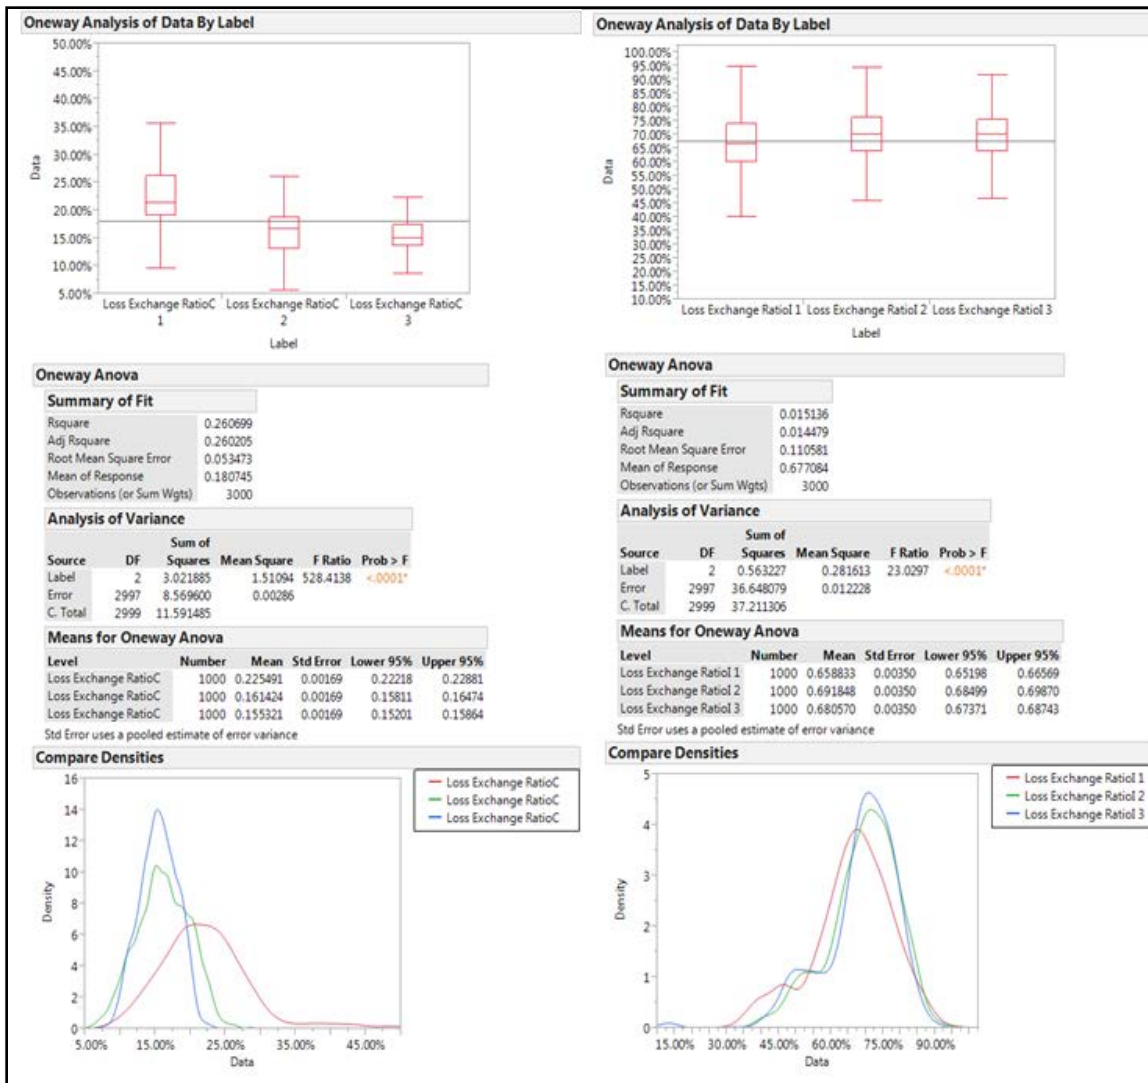 Oneway Analysis of Data By Label
50.00%
45.00%
40.00%
35.00%
30.00%
25.00%
20.00%
15.00%
10.00%
5.00%
Data
Loss Exchange RatioC
1
Loss Exchange RatioC
2
Loss Exchange RatioC
3
Label
Oneway Anova
Summary of Fit
Rsquare 0.260699
Adj Rsquare 0.260205
Root Mean Square Error 0.053473
Mean of Response 0.180745
Observations (or Sum Wgts) 3000
Analysis of Variance
Sum of
Source DF Squares Mean Square F Ratio Prob > F
Label 2 3.021885 1.51094 528.4138 <.0001*
Error 2997 8.569600 0.00286
C. Total 2999 11.591485
Means for Oneway Anova
Level Number Mean Std Error Lower 95% Upper 95%
Loss Exchange RatioC 1000 0.225491 0.00169 0.22218 0.22881
Loss Exchange RatioC 1000 0.161424 0.00169 0.15811 0.16474
Loss Exchange RatioC 1000 0.155321 0.00169 0.15201 0.15864
Std Error uses a pooled estimate of error variance
Compare Densities
16
14
12
10
8
6
4
2
0
Density
5.00% 15.00% 25.00% 35.00% 45.00%
Data
Loss Exchange RatioC
Loss Exchange RatioC
Loss Exchange RatioC
Oneway Analysis of Data By Label
100.00%
95.00%
90.00%
85.00%
80.00%
75.00%
70.00%
65.00%
60.00%
55.00%
50.00%
45.00%
40.00%
35.00%
30.00%
25.00%
20.00%
15.00%
10.00%
Data
Loss Exchange RatioI 1 Loss Exchange RatioI 2 Loss Exchange RatioI 3
Label
Oneway Anova
Summary of Fit
Rsquare 0.015136
Adj Rsquare 0.014479
Root Mean Square Error 0.110581
Mean of Response 0.677084
Observations (or Sum Wgts) 3000
Analysis of Variance
Sum of
Source DF Squares Mean Square F Ratio Prob > F
Label 2 0.563227 0.281613 23.0297 <.0001*
Error 2997 36.648079 0.012228
C. Total 2999 37.211306
Means for Oneway Anova
Level Number Mean Std Error Lower 95% Upper 95%
Loss Exchange RatioI 1 1000 0.658833 0.00350 0.65198 0.66569
Loss Exchange RatioI 2 1000 0.691848 0.00350 0.68499 0.69870
Loss Exchange RatioI 3 1000 0.680570 0.00350 0.67371 0.68743
Std Error uses a pooled estimate of error variance
Compare Densities
5
4
3
2
1
0
Density
15.00% 30.00% 45.00% 60.00% 75.00% 90.00%
Data
Loss Exchange RatioI 1
Loss Exchange RatioI 2
Loss Exchange RatioI 3